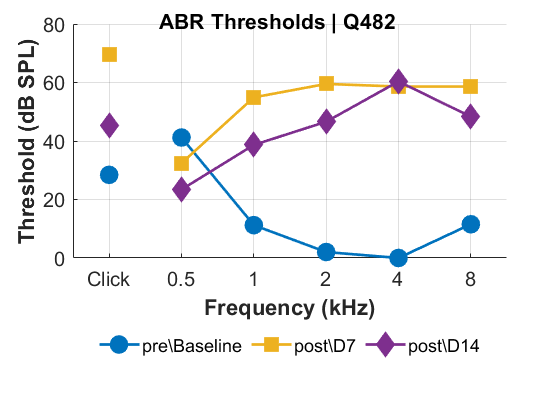 ABR Thresholds | Q482
Threshold (dB SPL)
80
60
40
20
0
Click 0.5 1 2 4 8
Frequency (kHz)
pre\Baseline post\D7 post\D14